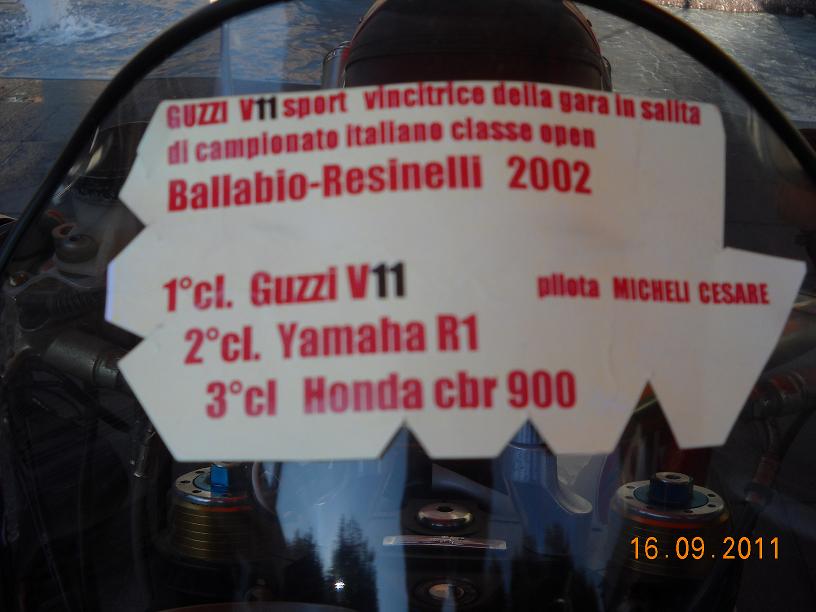 GUZZI V11 sport vincitrice della gara in salita
di campionato italiano classe open
Ballabio-Resinelli 2002
1°cl. Guzzi V11 pilota MICHELI CESARE
2°cl. Yamaha R1
3°cl Honda cbr 900
16.09.2011